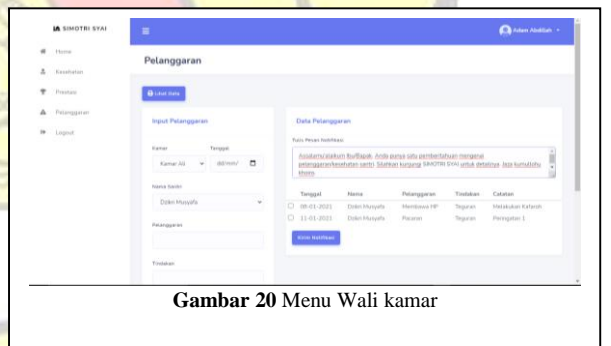 SIMOTRI SYAI
Adam Abdillah
Home
Kesehatan
Prestasi
Pelanggaran
Logout
Pelanggaran
Lihat Data
Input Pelanggaran
Kamar
Tanggal
Kamar Ali
dd/mm/
Nama Santri
Dzikri Musyafa
Pelanggaran
Tindakan
Data Pelanggaran
Tulis Pesan Notifikasi
Assalamu'alaikum Ibu/Bapak. Anda punya satu pemberitahuan mengenai
pelanggaran/kesehatan santri. Silahkan kunjungi SIMOTRI SYAI untuk detailnya. Jaza kumullohu
khoiro
Tanggal Nama Pelanggaran Tindakan Catatan
08-01-2021 Dzikri Musyafa Membawa HP Teguran Melakukan Kafaroh
11-01-2021 Dzikri Musyafa Pacaran Teguran Peringatan 1
Kirim Notifikasi
Gambar 20 Menu Wali kamar